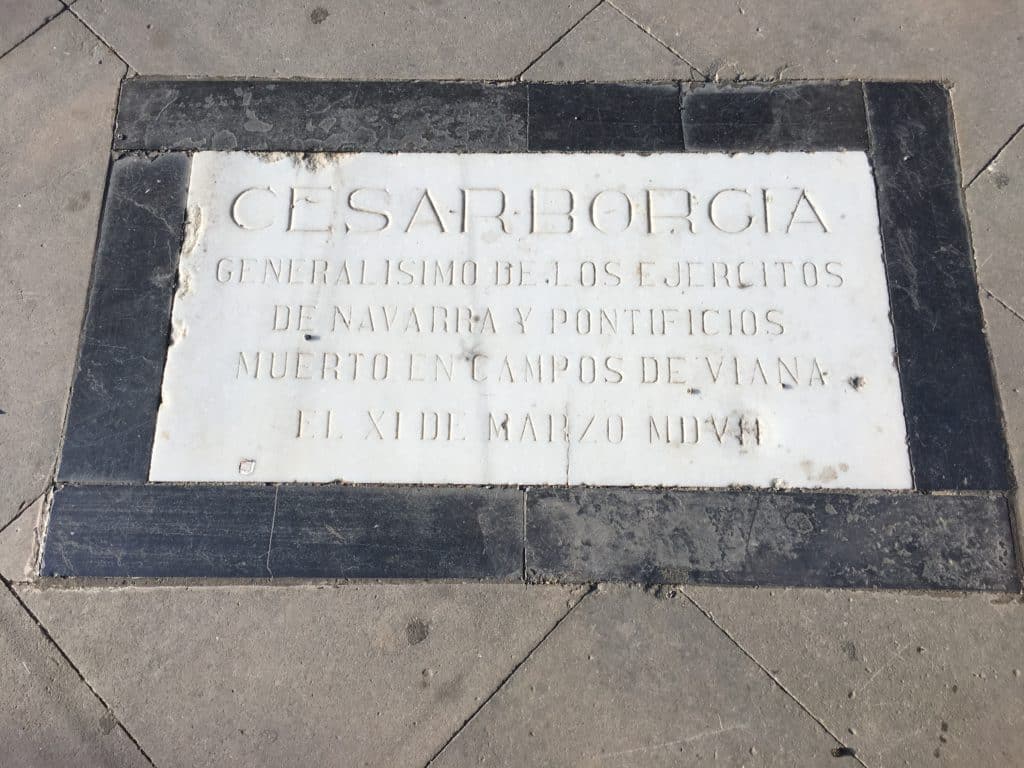 CESAR·BORGIA
GENERALISIMO DE LOS EJERCITOS
DE NAVARRA Y PONTIFICIOS
MUERTO EN CAMPOS DE VIANA
EL XI DE MARZO MDVII